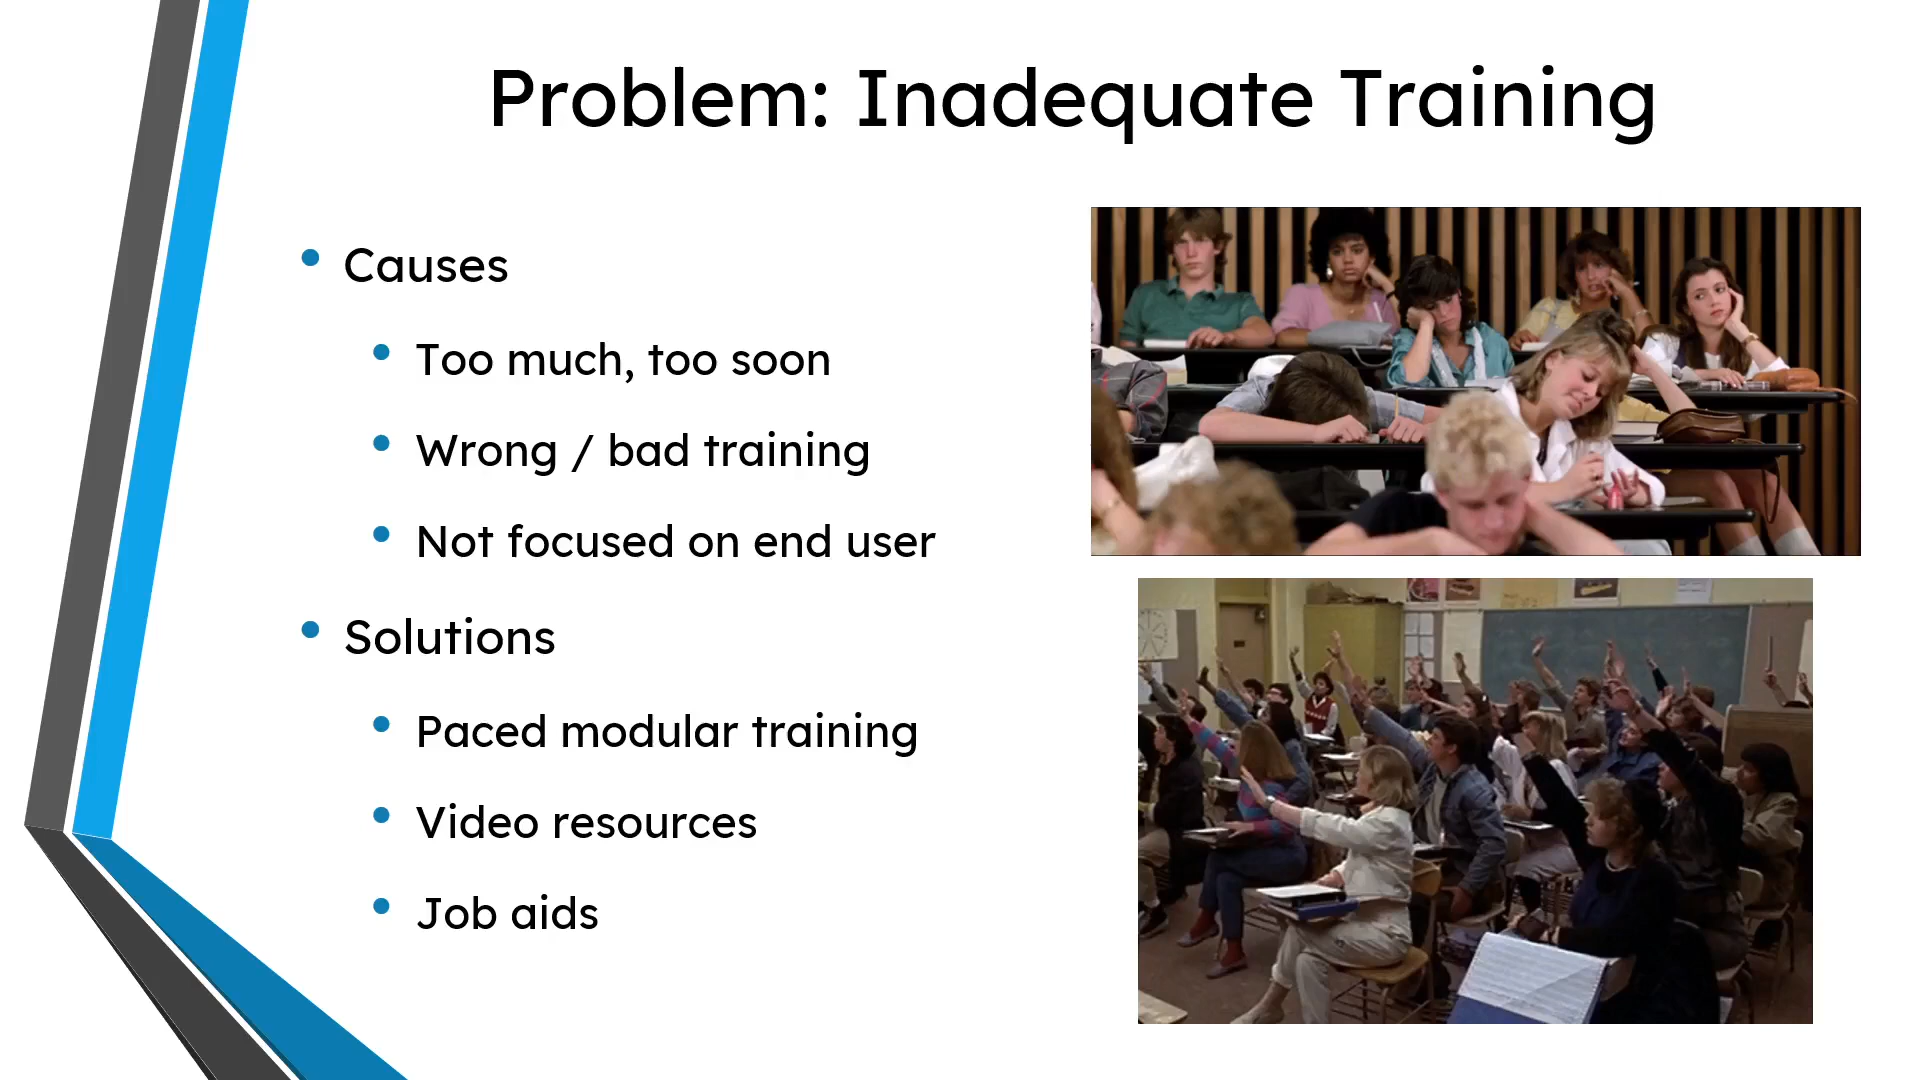 Problem: Inadequate Training
Causes
Too much, too soon
Wrong / bad training
Not focused on end user
Solutions
Paced modular training
Video resources
Job aids